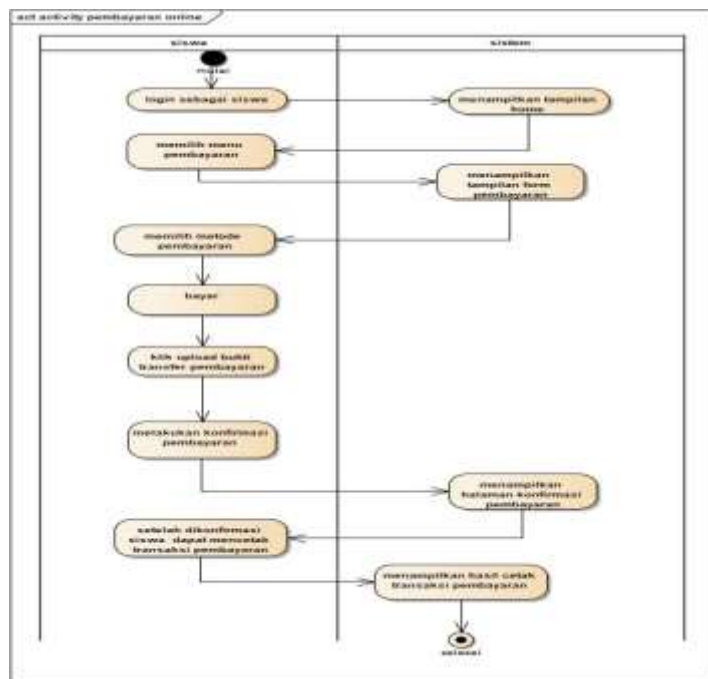 act activity pembayaran online
siswa
sistem
mulai
login sebagai siswa
menampilkan tampilan
home
memilih menu
pembayaran
menampilkan
tampilan form
pembayaran
memilih metode
pembayaran
bayar
klik upload bukti
transfer pembayaran
melakukan konfirmasi
pembayaran
menampilkan
halaman konfirmasi
pembayaran
setelah dikonfirmasi
siswa dapat mencetak
transaksi pembayaran
menampilkan hasil cetak
transaksi pembayaran
selesai